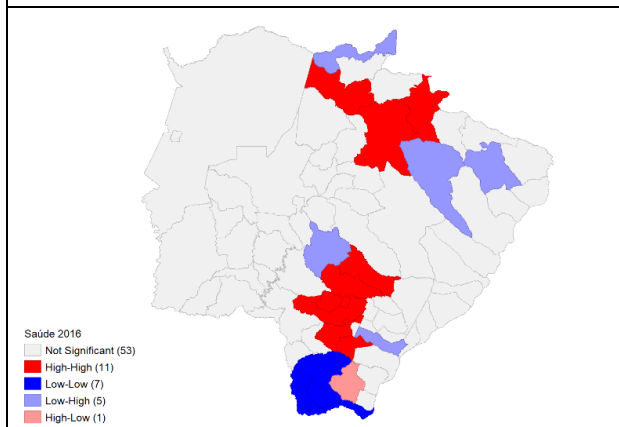 Saúde 2016
Not Significant (53)
High-High (11)
Low-Low (7)
Low-High (5)
High-Low (1)